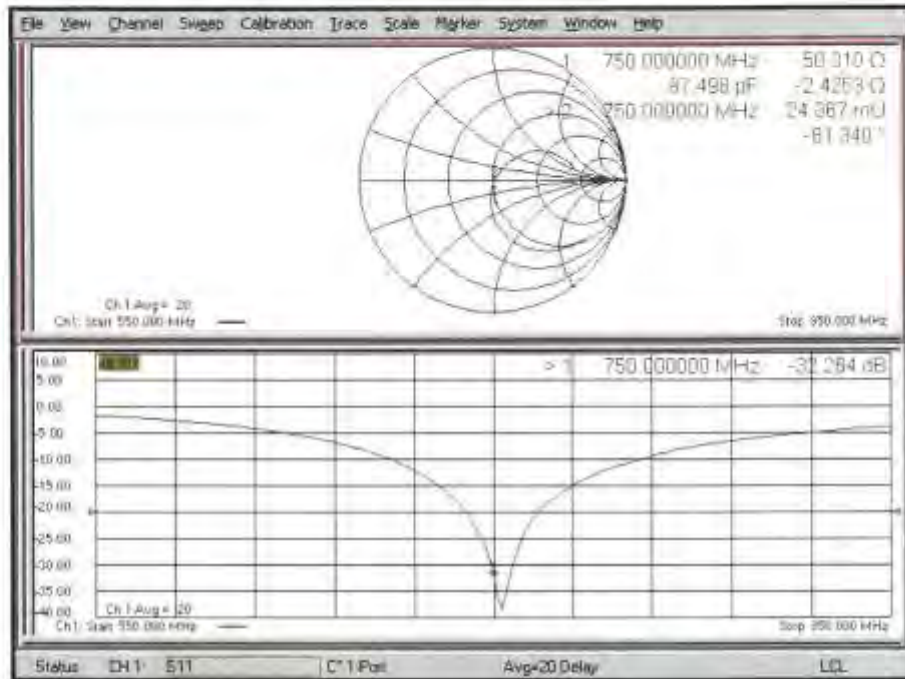 File View Channel Sweep Calibration Trace Scale Marker System Window Help
1 750.000000 MHz 50.310 Ω
87.498 pF -2.4253 Ω
> 2 750.000000 MHz 24.367 mU
-81.340 °
Ch 1 Avg = 20
Ch1: Start 550.000 MHz
Stop 950.000 MHz
10.00
> 1 750.000000 MHz -32.264 dB
5.00
0.00
-5.00
-10.00
-15.00
-20.00
-25.00
-30.00
-35.00
-40.00
Ch 1 Avg = 20
Ch1: Start 550.000 MHz
Stop 950.000 MHz
Status CH 1: S11 C* 1-Port Avg=20 Delay LCL